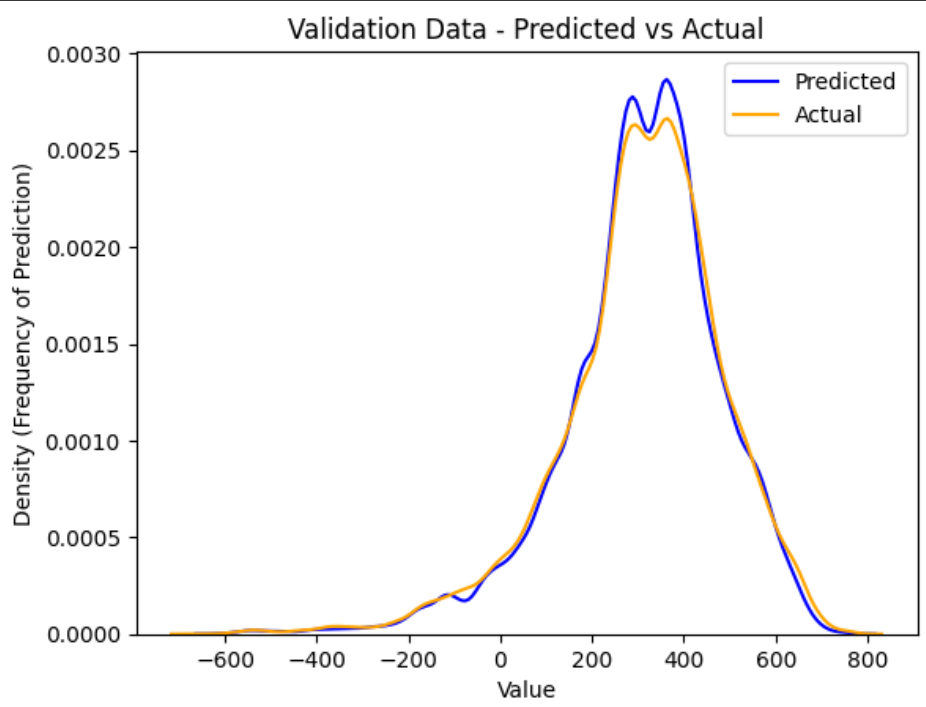 Validation Data - Predicted vs Actual
0.0030
0.0025
0.0020
0.0015
0.0010
0.0005
0.0000
Density (Frequency of Prediction)
Predicted
Actual
−600 −400 −200 0 200 400 600 800
Value